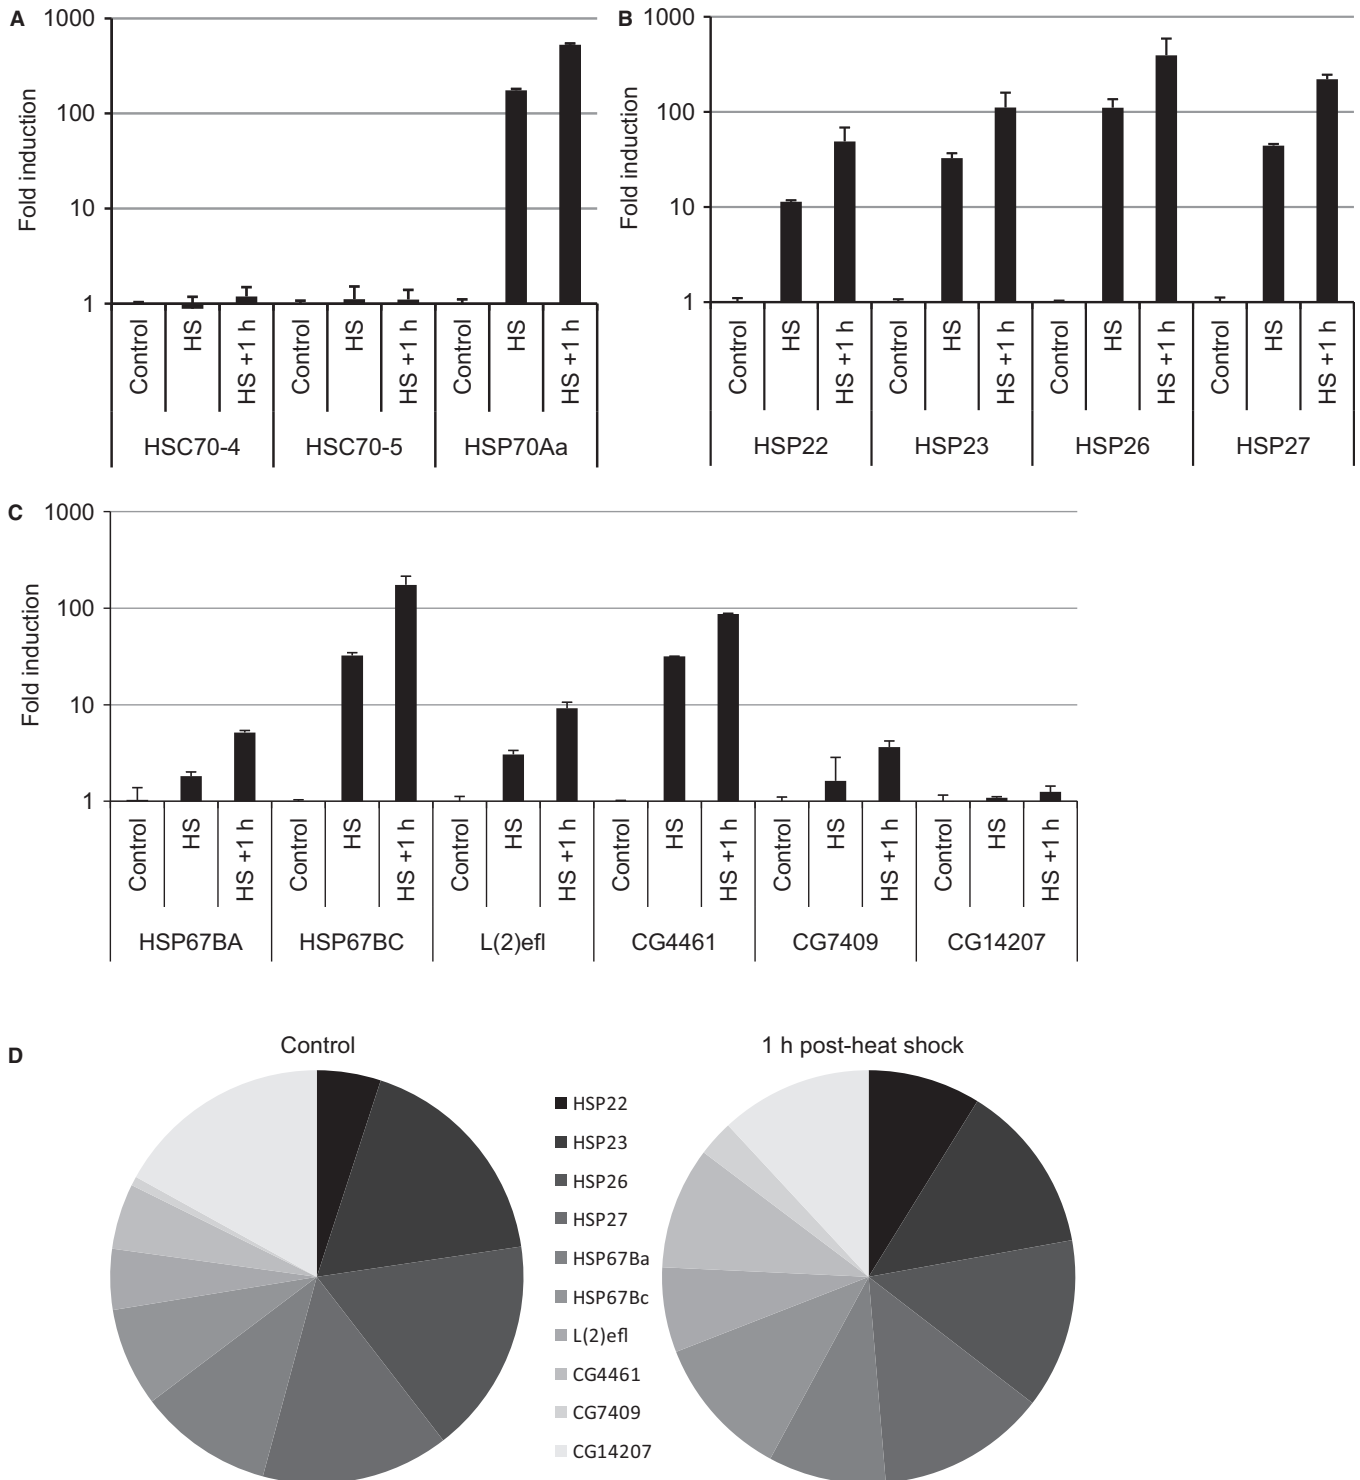 A
Fold induction
1000
100
10
1
Control
HS
HS +1 h
Control
HS
HS +1 h
Control
HS
HS +1 h
HSC70-4
HSC70-5
HSP70Aa
B
Fold induction
1000
100
10
1
Control
HS
HS +1 h
Control
HS
HS +1 h
Control
HS
HS +1 h
Control
HS
HS +1 h
HSP22
HSP23
HSP26
HSP27
C
Fold induction
1000
100
10
1
Control
HS
HS +1 h
Control
HS
HS +1 h
Control
HS
HS +1 h
Control
HS
HS +1 h
Control
HS
HS +1 h
Control
HS
HS +1 h
HSP67BA
HSP67BC
L(2)efl
CG4461
CG7409
CG14207
D
Control
1 h post-heat shock
HSP22
HSP23
HSP26
HSP27
HSP67Ba
HSP67Bc
L(2)efl
CG4461
CG7409
CG14207